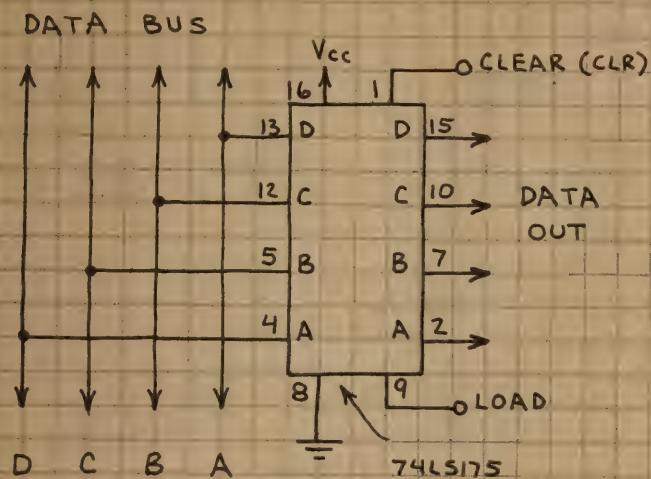 DATA BUS
Vcc
CLEAR (CLR)
16 1
13 D D 15
12 C C 10 DATA
OUT
5 B B 7
4 A A 2
8 9
LOAD
D C B A 74LS175